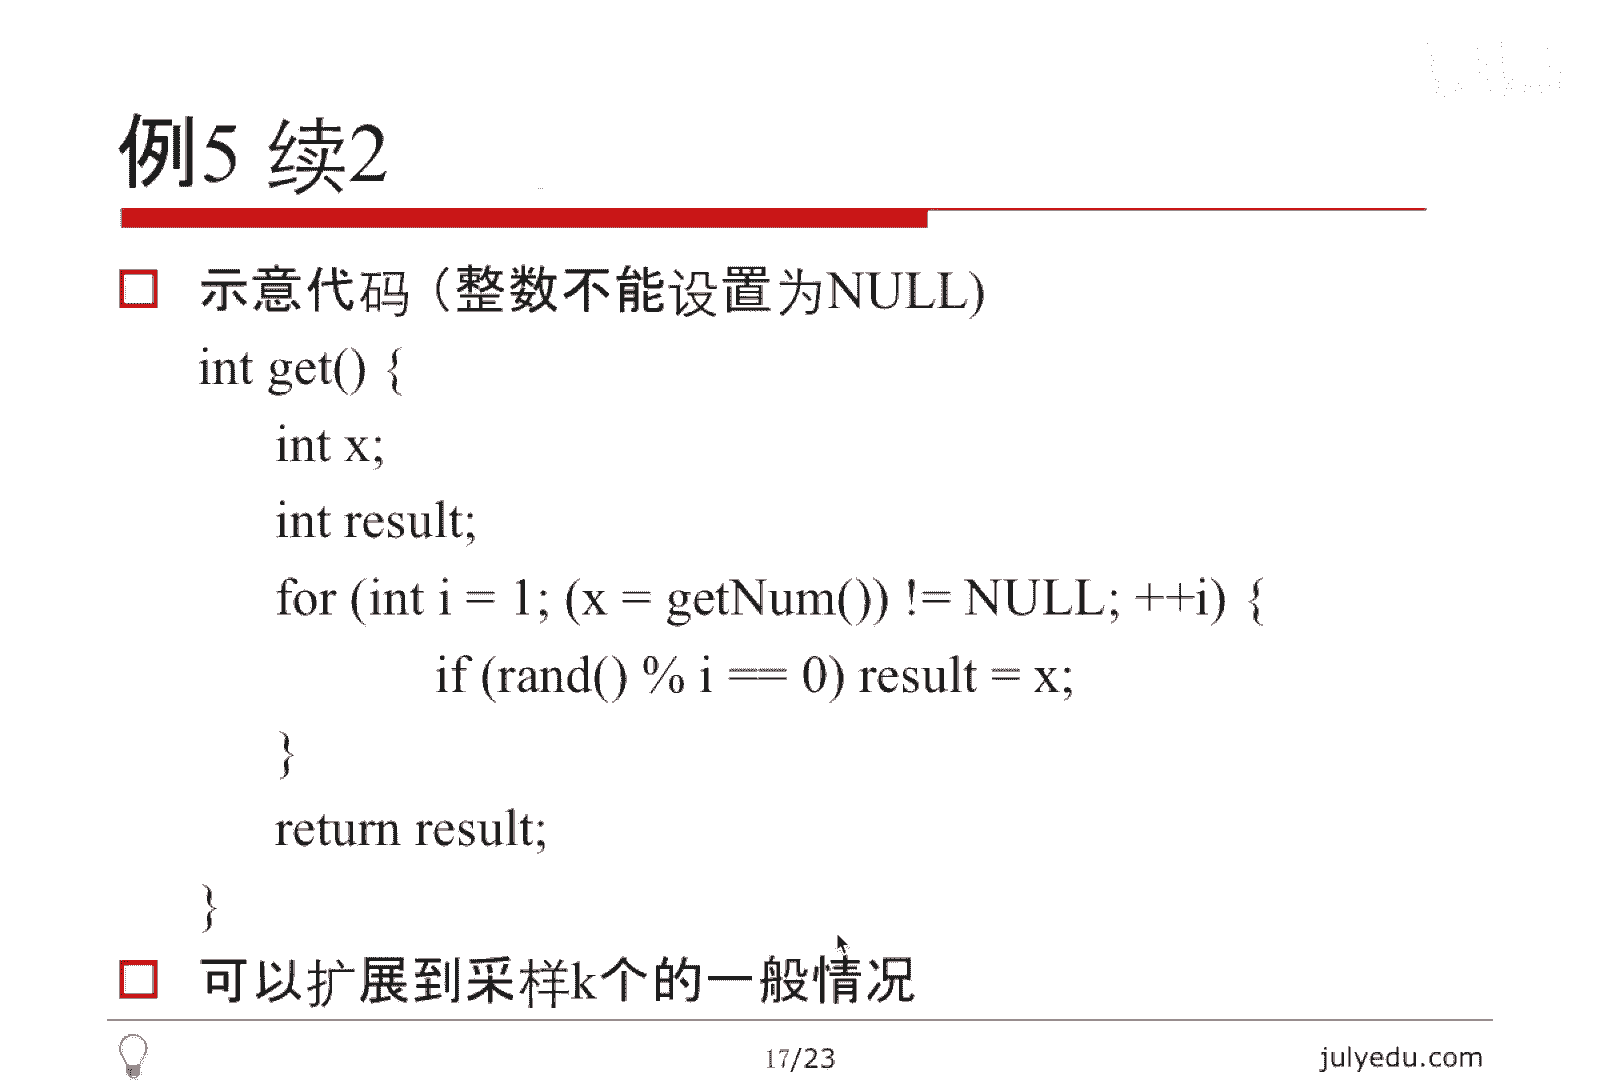 例5 续2
示意代码（整数不能设置为NULL)
int get() {
int x;
int result;
for (int i = 1; (x = getNum()) != NULL; ++i) {
if (rand() % i == 0) result = x;
}
return result;
}
可以扩展到采样k个的一般情况
17/23
julyedu.com